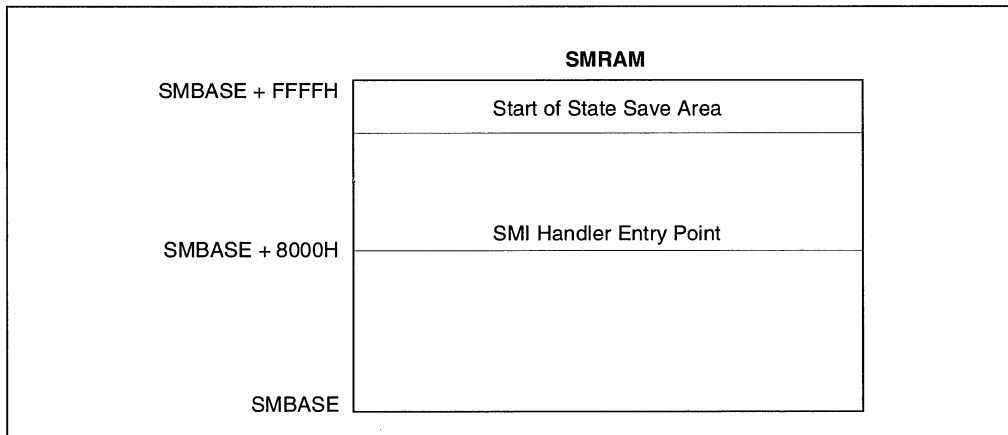 SMRAM
SMBASE + FFFFH
Start of State Save Area
SMI Handler Entry Point
SMBASE + 8000H
SMBASE